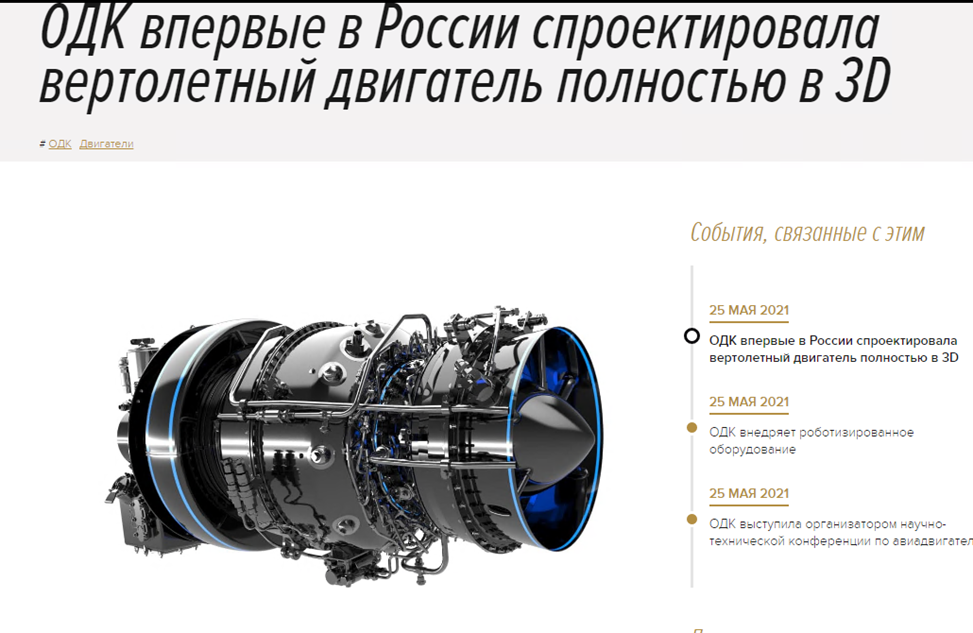 ОДК впервые в России спроектировала
вертолетный двигатель полностью в 3D
# ОДК Двигатели
События, связанные с этим
25 МАЯ 2021
ОДК впервые в России спроектировала
вертолетный двигатель полностью в 3D
25 МАЯ 2021
ОДК внедряет роботизированное
оборудование
25 МАЯ 2021
ОДК выступила организатором научно-
технической конференции по